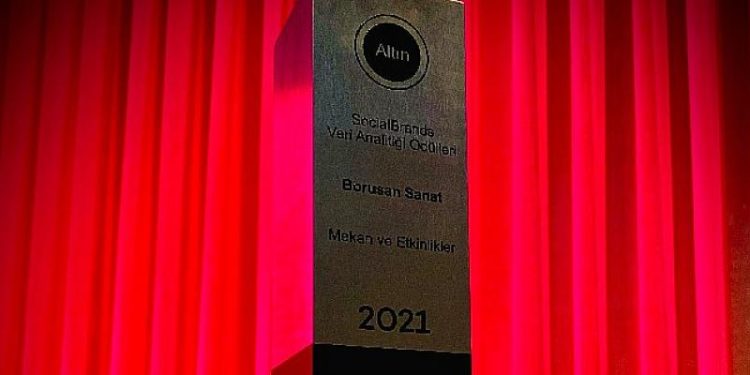 Altın
SocialBrands
Veri Analitiği Ödülleri
Borusan Sanat
Mekan ve Etkinlikler
2021